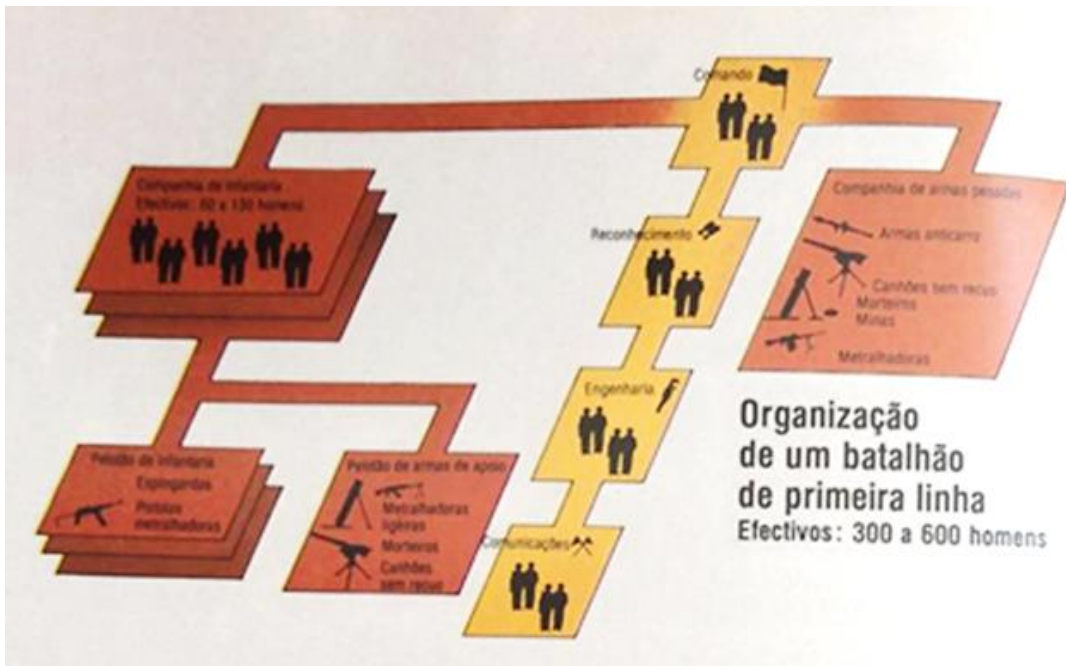 Comando
Companhia de infantaria
Efectivos: 60 a 130 homens
Companhia de armas pesadas
Armas anticarro
Canhões sem recuo
Morteiros
Minas
Metralhadoras
Reconhecimento
Engenharia
Comunicações
Pelotão de infantaria
Espingardas
Pistolas
metralhadoras
Pelotão de armas de apoio
Metralhadoras
ligeiras
Morteiros
Canhões
sem recuo
Organização
de um batalhão
de primeira linha
Efectivos: 300 a 600 homens